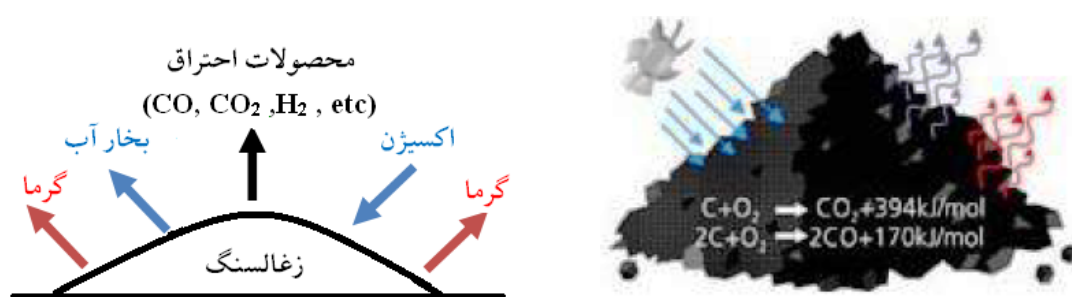 محصولات احتراق
(CO, CO₂ ,H₂ , etc)
اکسیژن
بخار آب
گرما
گرما
زغالسنگ
C+O₂ → CO₂+394kJ/mol
2C+O₂ → 2CO+170kJ/mol